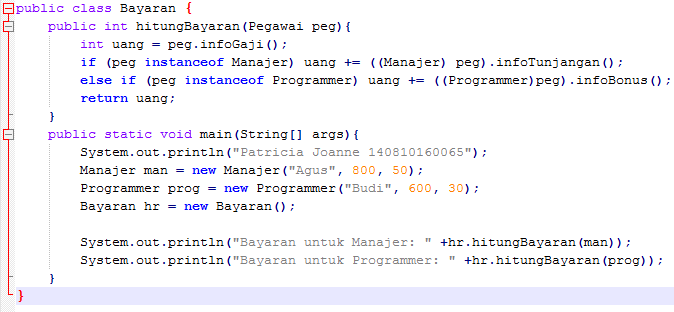 public class Bayaran {
public int hitungBayaran(Pegawai peg){
int uang = peg.infoGaji();
if (peg instanceof Manajer) uang += ((Manajer) peg).infoTunjangan();
else if (peg instanceof Programmer) uang += ((Programmer)peg).infoBonus();
return uang;
}
public static void main(String[] args){
System.out.println("Patricia Joanne 140810160065");
Manajer man = new Manajer("Agus", 800, 50);
Programmer prog = new Programmer("Budi", 600, 30);
Bayaran hr = new Bayaran();
System.out.println("Bayaran untuk Manajer: " +hr.hitungBayaran(man));
System.out.println("Bayaran untuk Programmer: " +hr.hitungBayaran(prog));
}
}